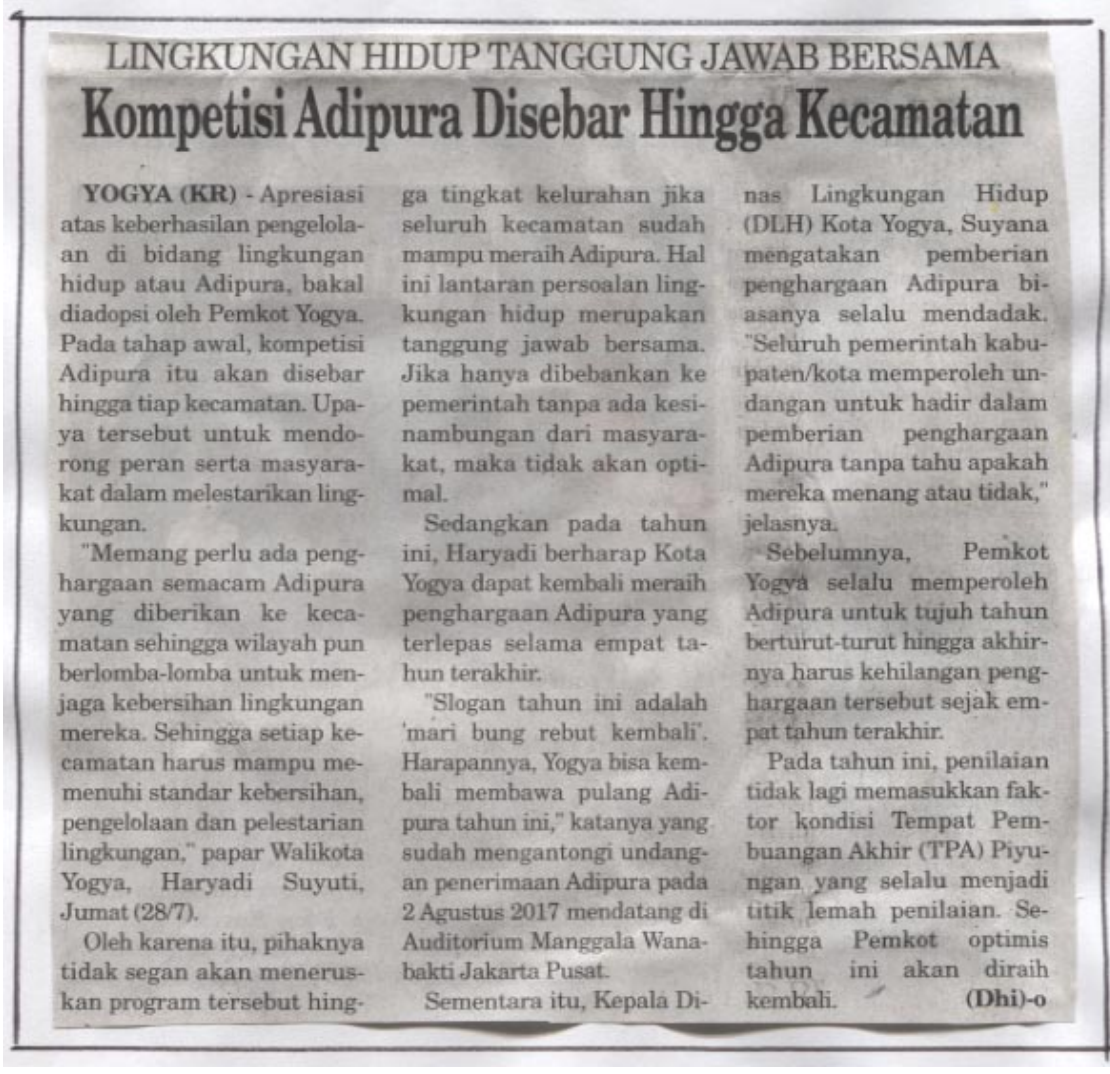 LINGKUNGAN HIDUP TANGGUNG JAWAB BERSAMA
Kompetisi Adipura Disebar Hingga Kecamatan
YOGYA (KR) - Apresiasi
atas keberhasilan pengelola-
an di bidang lingkungan
hidup atau Adipura, bakal
diadopsi oleh Pemkot Yogya.
Pada tahap awal, kompetisi
Adipura itu akan disebar
hingga tiap kecamatan. Upa-
ya tersebut untuk mendo-
rong peran serta masyara-
kat dalam melestarikan ling-
kungan.
"Memang perlu ada peng-
hargaan semacam Adipura
yang diberikan ke keca-
matan sehingga wilayah pun
berlomba-lomba untuk men-
jaga kebersihan lingkungan
mereka. Sehingga setiap ke-
camatan harus mampu me-
menuhi standar kebersihan,
pengelolaan dan pelestarian
lingkungan," papar Walikota
Yogya, Haryadi Suyuti,
Jumat (28/7).
Oleh karena itu, pihaknya
tidak segan akan menerus-
kan program tersebut hing-
ga tingkat kelurahan jika
seluruh kecamatan sudah
mampu meraih Adipura. Hal
ini lantaran persoalan ling-
kungan hidup merupakan
tanggung jawab bersama.
Jika hanya dibebankan ke
pemerintah tanpa ada kesi-
nambungan dari masyara-
kat, maka tidak akan opti-
mal.
Sedangkan pada tahun
ini, Haryadi berharap Kota
Yogya dapat kembali meraih
penghargaan Adipura yang
terlepas selama empat ta-
hun terakhir.
"Slogan tahun ini adalah
'mari bung rebut kembali'.
Harapannya, Yogya bisa kem-
bali membawa pulang Adi-
pura tahun ini," katanya yang
sudah mengantongi undang-
an penerimaan Adipura pada
2 Agustus 2017 mendatang di
Auditorium Manggala Wana-
bakti Jakarta Pusat.
Sementara itu, Kepala Di-
nas Lingkungan Hidup
(DLH) Kota Yogya, Suyana
mengatakan pemberian
penghargaan Adipura bi-
asanya selalu mendadak.
"Seluruh pemerintah kabu-
paten/kota memperoleh un-
dangan untuk hadir dalam
pemberian penghargaan
Adipura tanpa tahu apakah
mereka menang atau tidak,"
jelasnya.
Sebelumnya, Pemkot
Yogya selalu memperoleh
Adipura untuk tujuh tahun
berturut-turut hingga akhir-
nya harus kehilangan peng-
hargaan tersebut sejak em-
pat tahun terakhir.
Pada tahun ini, penilaian
tidak lagi memasukkan fak-
tor kondisi Tempat Pem-
buangan Akhir (TPA) Piyu-
ngan yang selalu menjadi
titik lemah penilaian. Se-
hingga Pemkot optimis
tahun ini akan diraih
kembali. (Dhi)-o